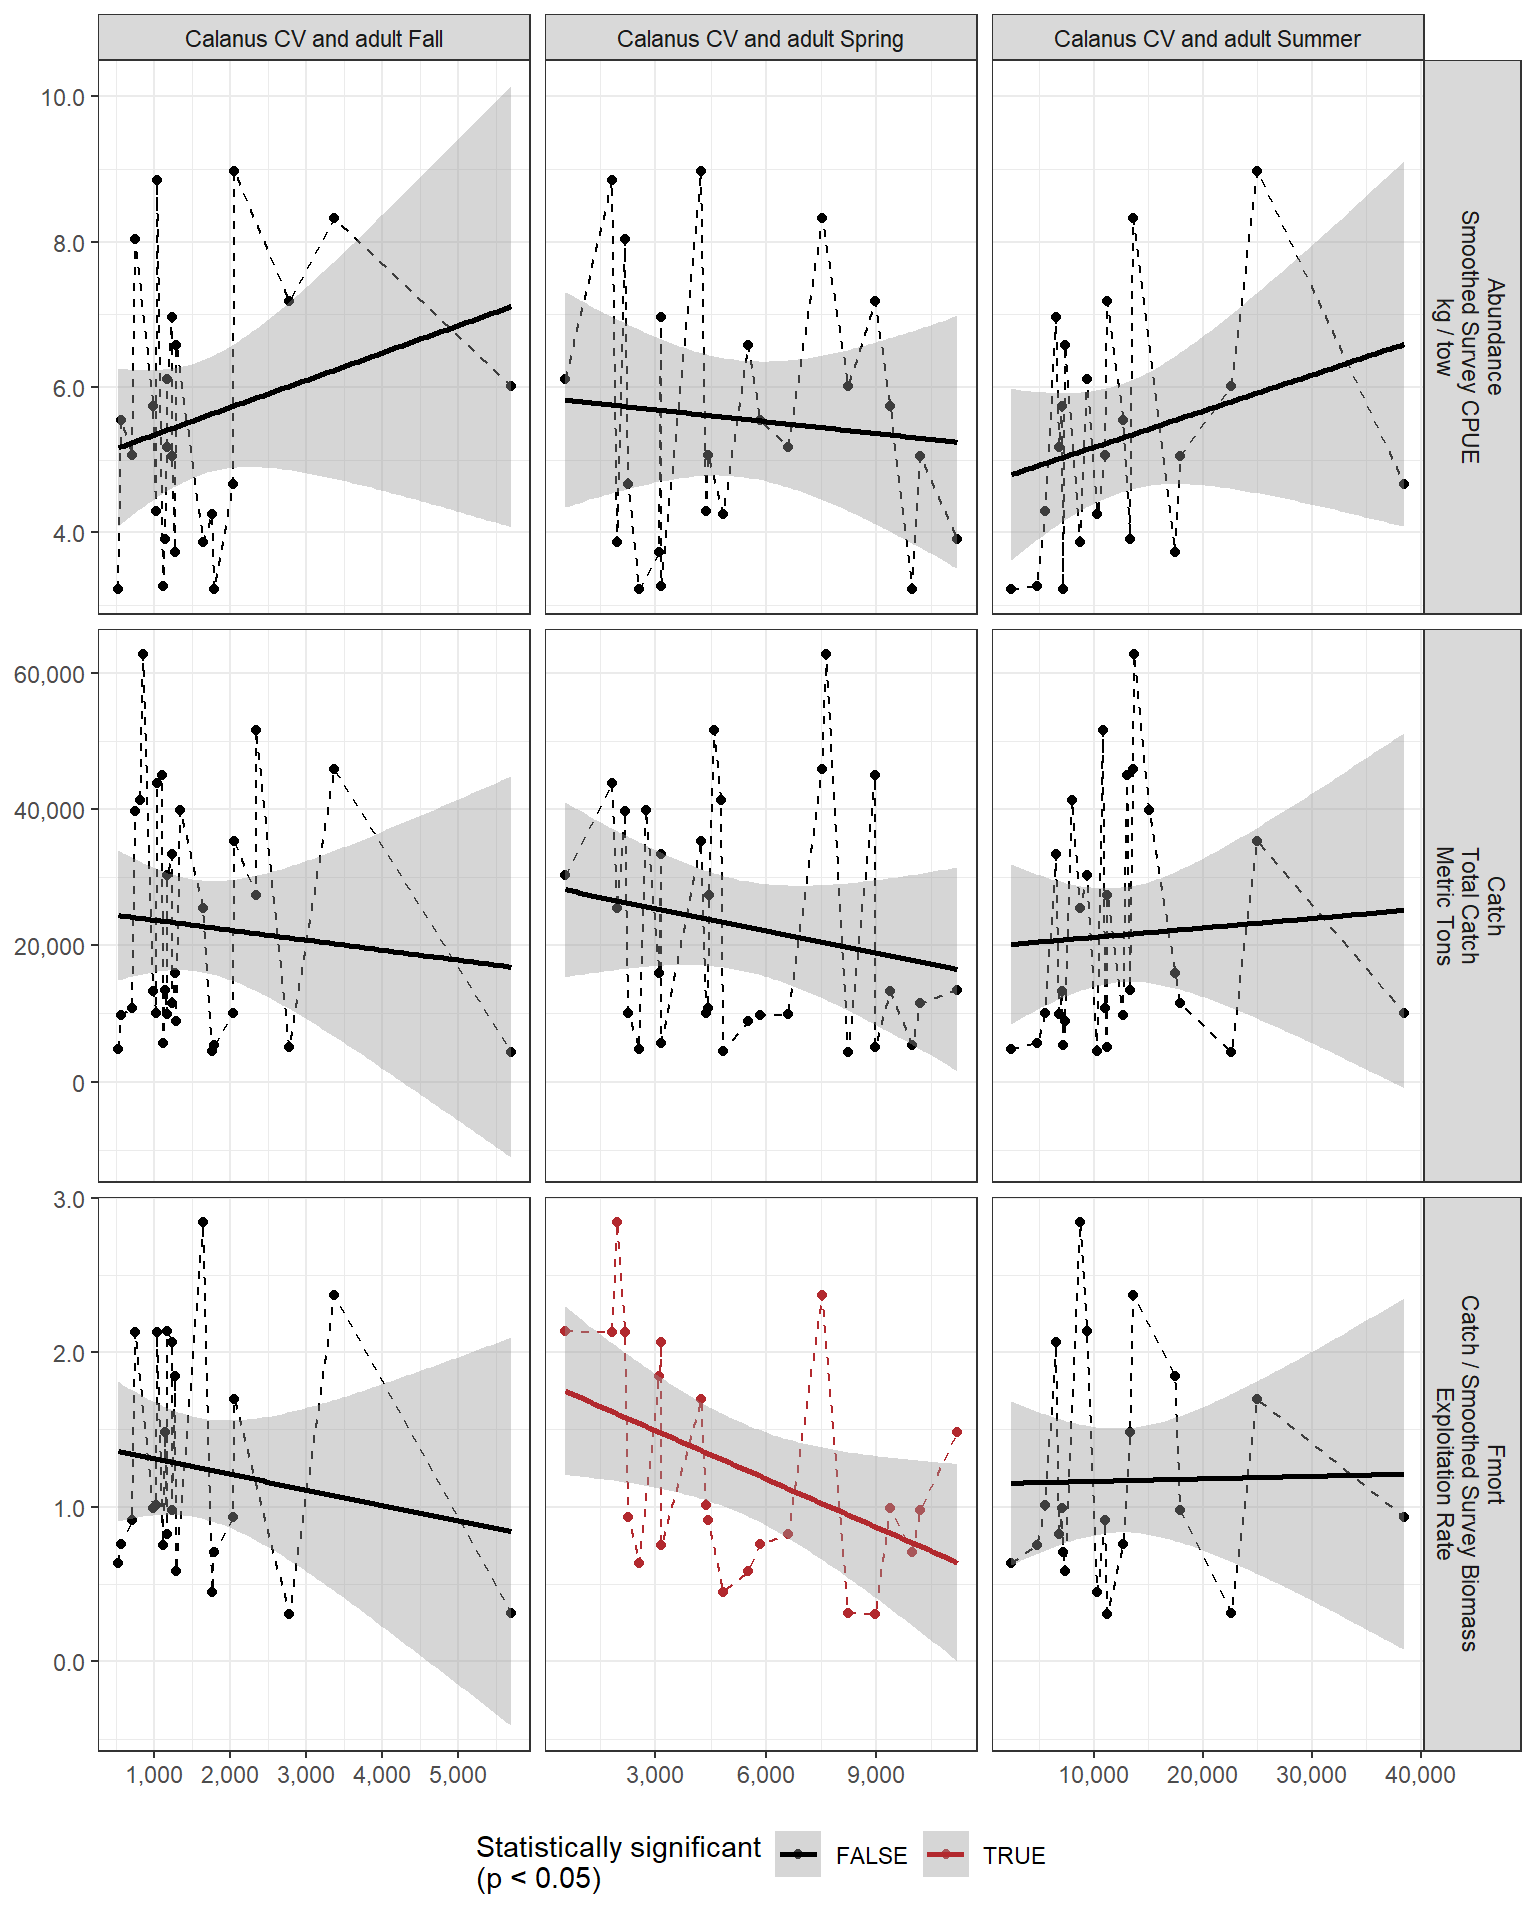 Calanus CV and adult Fall
Calanus CV and adult Spring
Calanus CV and adult Summer
10.0
8.0
6.0
4.0
Abundance
Smoothed Survey CPUE
kg / tow
60,000
40,000
20,000
0
Catch
Total Catch
Metric Tons
3.0
2.0
1.0
0.0
Fmort
Catch / Smoothed Survey Biomass
Exploitation Rate
1,000 2,000 3,000 4,000 5,000
3,000 6,000 9,000
10,000 20,000 30,000 40,000
Statistically significant
(p < 0.05)
FALSE
TRUE